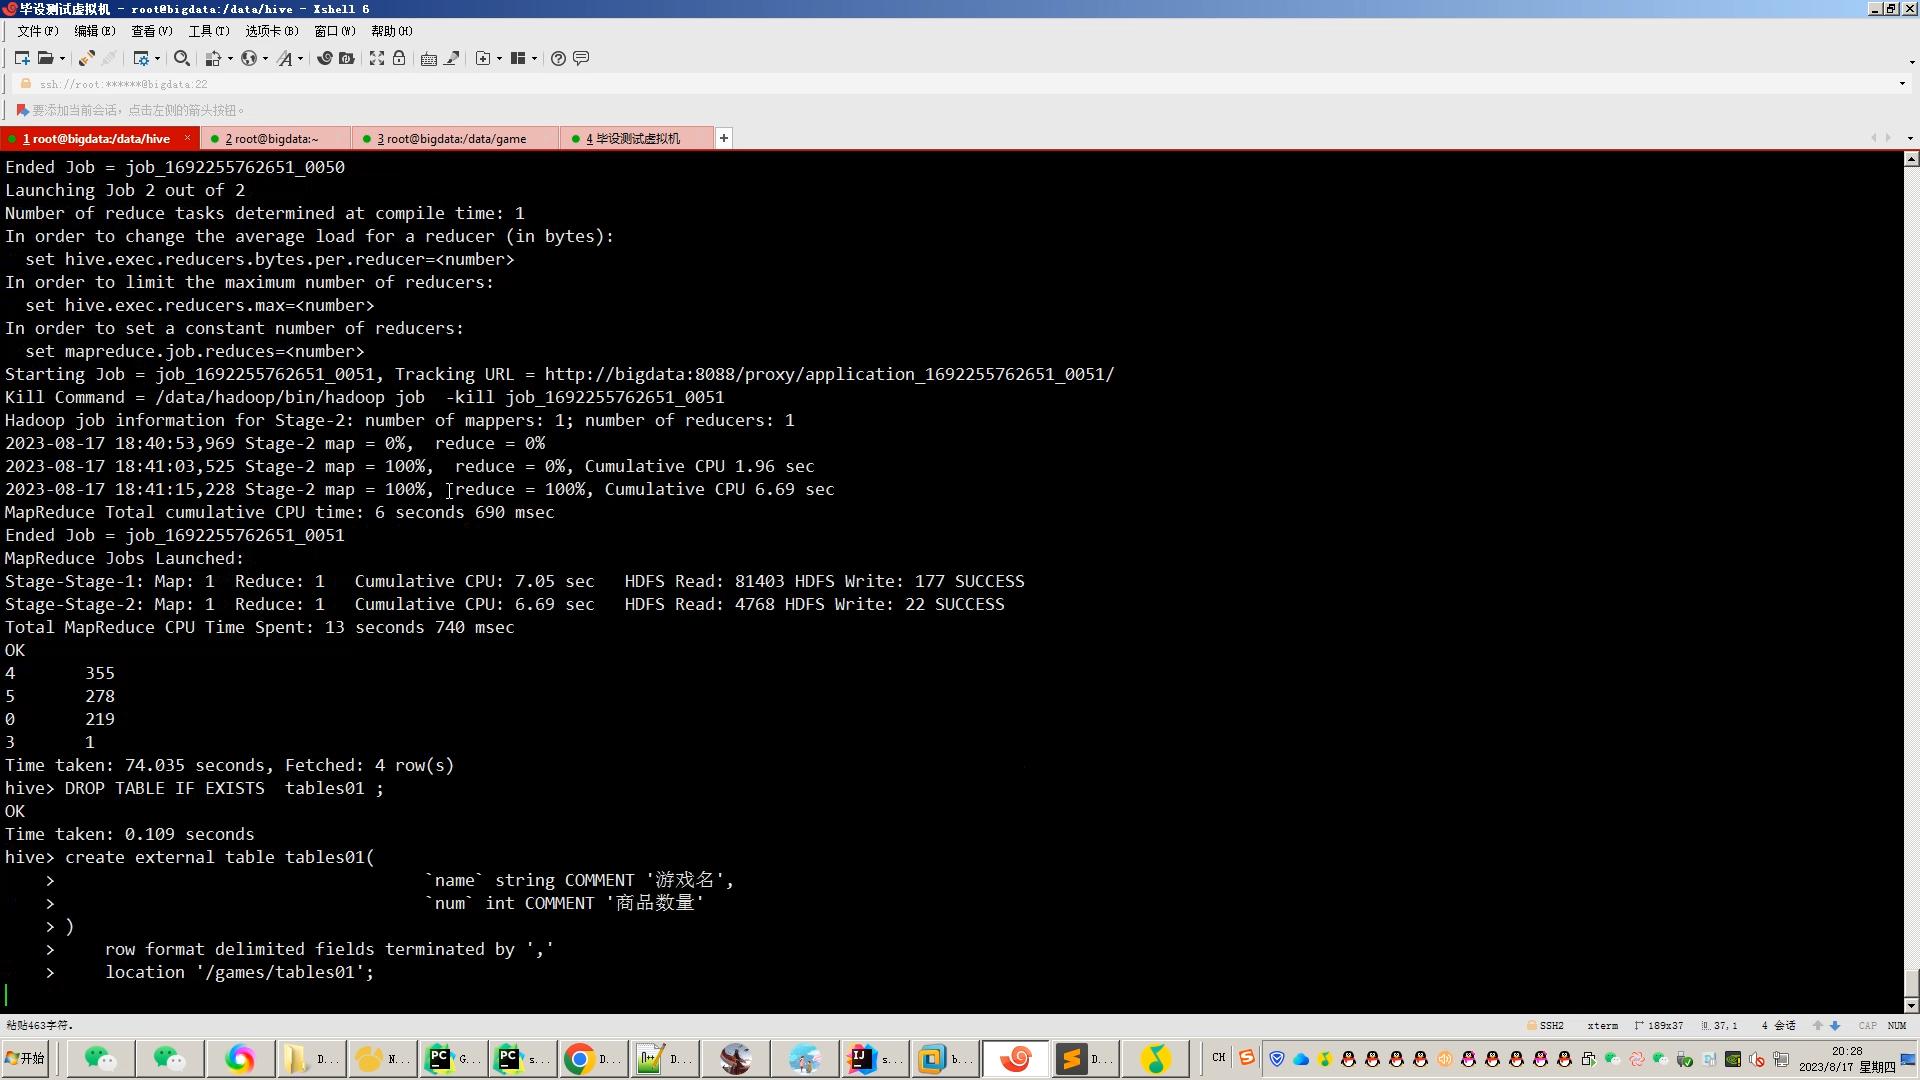 毕设测试虚拟机 - root@bigdata:/data/hive - Xshell 6
文件(F) 编辑(E) 查看(V) 工具(T) 选项卡(B) 窗口(W) 帮助(H)
ssh://root:******@bigdata:22
要添加当前会话，点击左侧的箭头按钮。
1 root@bigdata:/data/hive × 2 root@bigdata:~ 3 root@bigdata:/data/game 4 毕设测试虚拟机 +
Ended Job = job_1692255762651_0050
Launching Job 2 out of 2
Number of reduce tasks determined at compile time: 1
In order to change the average load for a reducer (in bytes):
  set hive.exec.reducers.bytes.per.reducer=<number>
In order to limit the maximum number of reducers:
  set hive.exec.reducers.max=<number>
In order to set a constant number of reducers:
  set mapreduce.job.reduces=<number>
Starting Job = job_1692255762651_0051, Tracking URL = http://bigdata:8088/proxy/application_1692255762651_0051/
Kill Command = /data/hadoop/bin/hadoop job  -kill job_1692255762651_0051
Hadoop job information for Stage-2: number of mappers: 1; number of reducers: 1
2023-08-17 18:40:53,969 Stage-2 map = 0%,  reduce = 0%
2023-08-17 18:41:03,525 Stage-2 map = 100%,  reduce = 0%, Cumulative CPU 1.96 sec
2023-08-17 18:41:15,228 Stage-2 map = 100%,  reduce = 100%, Cumulative CPU 6.69 sec
MapReduce Total cumulative CPU time: 6 seconds 690 msec
Ended Job = job_1692255762651_0051
MapReduce Jobs Launched:
Stage-Stage-1: Map: 1  Reduce: 1   Cumulative CPU: 7.05 sec   HDFS Read: 81403 HDFS Write: 177 SUCCESS
Stage-Stage-2: Map: 1  Reduce: 1   Cumulative CPU: 6.69 sec   HDFS Read: 4768 HDFS Write: 22 SUCCESS
Total MapReduce CPU Time Spent: 13 seconds 740 msec
OK
4       355
5       278
0       219
3       1
Time taken: 74.035 seconds, Fetched: 4 row(s)
hive> DROP TABLE IF EXISTS  tables01 ;
OK
Time taken: 0.109 seconds
hive> create external table tables01(
    >                                     `name` string COMMENT '游戏名',
    >                                     `num` int COMMENT '商品数量'
    > )
    >     row format delimited fields terminated by ','
    >     location '/games/tables01';
粘贴463字符。 SSH2 xterm 189x37 37,1 4 会话 CAP NUM
开始 D... N... G... s... D... D... s... b... D... CH 20:28
2023/8/17 星期四